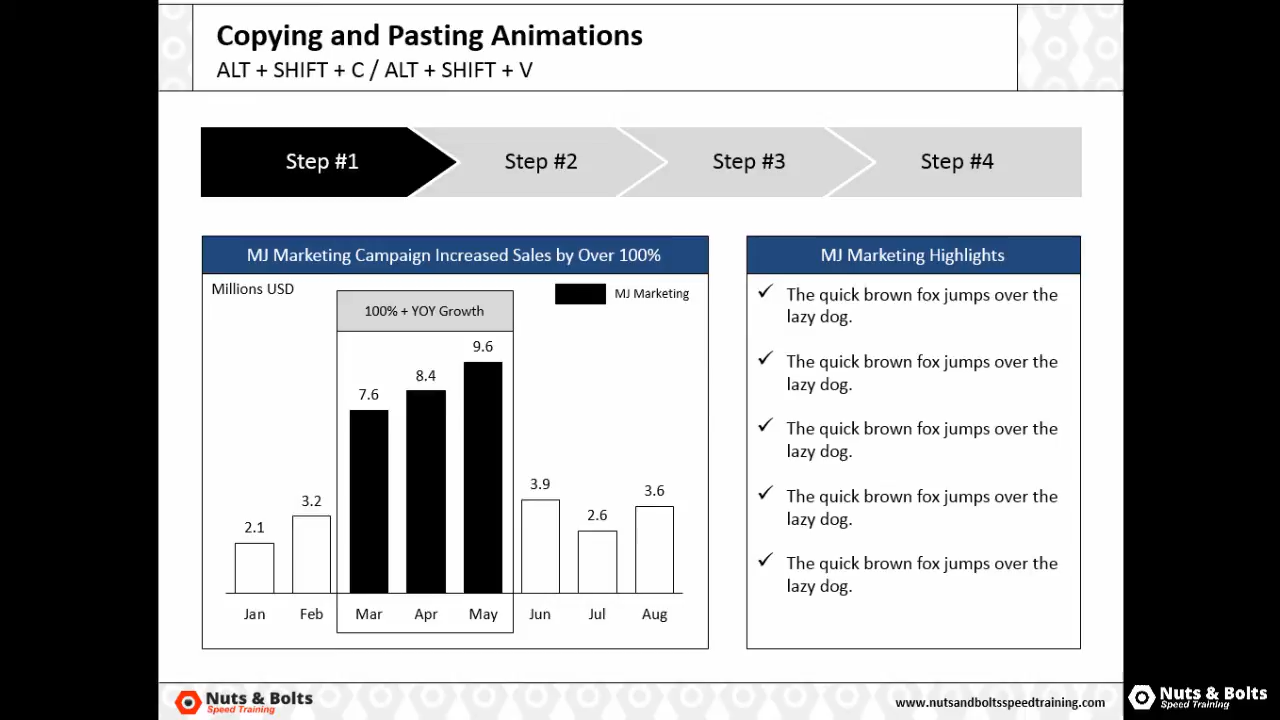 Copying and Pasting Animations
ALT + SHIFT + C / ALT + SHIFT + V
Step #1
Step #2
Step #3
Step #4
MJ Marketing Campaign Increased Sales by Over 100%
Millions USD
100% + YOY Growth
MJ Marketing
2.1
3.2
7.6
8.4
9.6
3.9
2.6
3.6
Jan
Feb
Mar
Apr
May
Jun
Jul
Aug
MJ Marketing Highlights
The quick brown fox jumps over the
lazy dog.
The quick brown fox jumps over the
lazy dog.
The quick brown fox jumps over the
lazy dog.
The quick brown fox jumps over the
lazy dog.
The quick brown fox jumps over the
lazy dog.
Nuts & Bolts
Speed Training
www.nutsandboltsspeedtraining.com
Nuts & Bolts
Speed Training